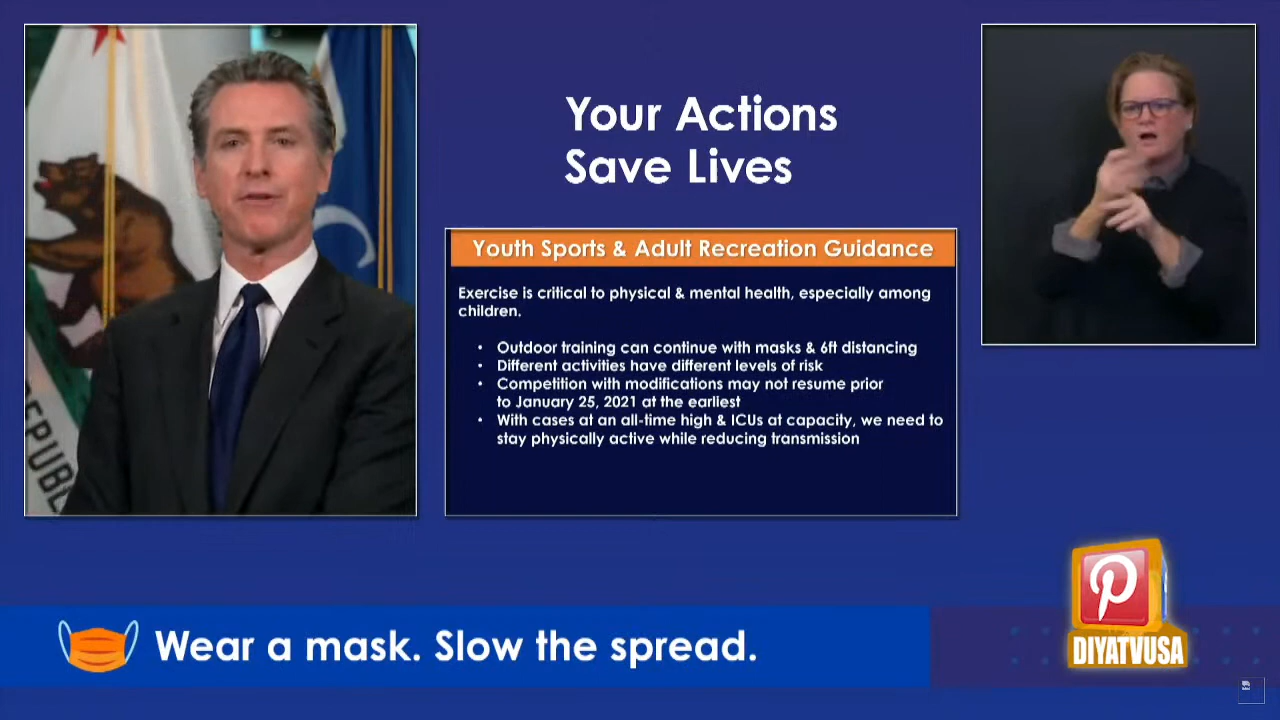 Your Actions
Save Lives
Youth Sports & Adult Recreation Guidance
Exercise is critical to physical & mental health, especially among
children.
• Outdoor training can continue with masks & 6ft distancing
• Different activities have different levels of risk
• Competition with modifications may not resume prior
to January 25, 2021 at the earliest
• With cases at an all-time high & ICUs at capacity, we need to
stay physically active while reducing transmission
Wear a mask. Slow the spread.
DIYATVUSA